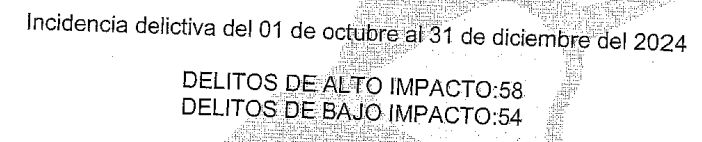 Incidencia delictiva del 01 de octubre al 31 de diciembre del 2024
DELITOS DE ALTO IMPACTO:58
DELITOS DE BAJO IMPACTO:54